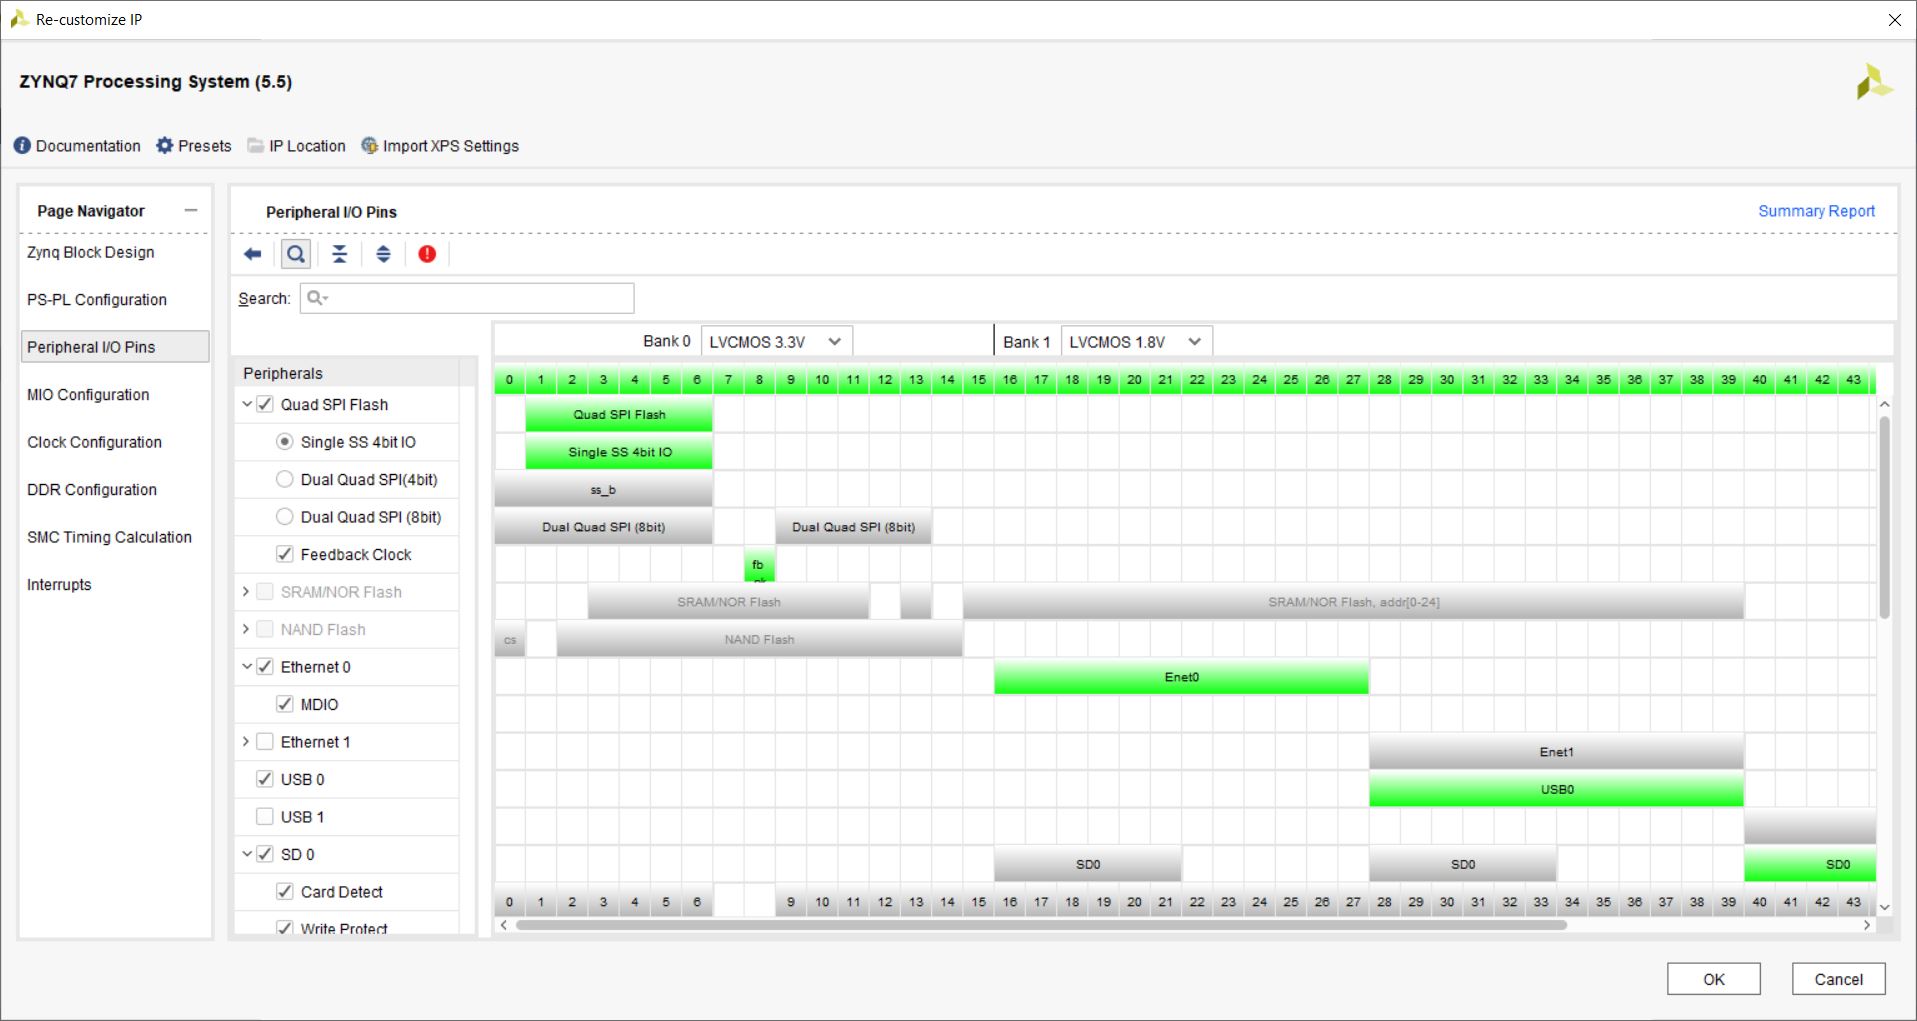 Re-customize IP
ZYNQ7 Processing System (5.5)
Documentation Presets IP Location Import XPS Settings
Page Navigator
Zynq Block Design
PS-PL Configuration
Peripheral I/O Pins
MIO Configuration
Clock Configuration
DDR Configuration
SMC Timing Calculation
Interrupts
Peripheral I/O Pins Summary Report
Search:
Bank 0 LVCMOS 3.3V Bank 1 LVCMOS 1.8V
Peripherals 0 1 2 3 4 5 6 7 8 9 10 11 12 13 14 15 16 17 18 19 20 21 22 23 24 25 26 27 28 29 30 31 32 33 34 35 36 37 38 39 40 41 42 43
Quad SPI Flash Quad SPI Flash
Single SS 4bit IO Single SS 4bit IO
Dual Quad SPI(4bit) ss_b
Dual Quad SPI (8bit) Dual Quad SPI (8bit) Dual Quad SPI (8bit)
Feedback Clock fb
SRAM/NOR Flash SRAM/NOR Flash SRAM/NOR Flash, addr[0-24]
NAND Flash cs NAND Flash
Ethernet 0 Enet0
MDIO
Ethernet 1 Enet1
USB 0 USB0
USB 1
SD 0 SD0 SD0 SD0
Card Detect 0 1 2 3 4 5 6 9 10 11 12 13 14 15 16 17 18 19 20 21 22 23 24 25 26 27 28 29 30 31 32 33 34 35 36 37 38 39 40 41 42 43
Write Protect
OK Cancel